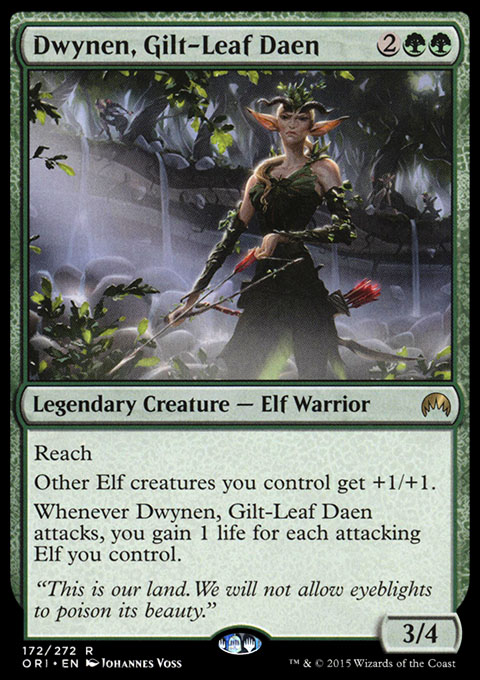 Dwynen, Gilt-Leaf Daen 2
Legendary Creature — Elf Warrior
Reach
Other Elf creatures you control get +1/+1.
Whenever Dwynen, Gilt-Leaf Daen
attacks, you gain 1 life for each attacking
Elf you control.
“This is our land. We will not allow eyeblights
to poison its beauty.”
3/4
172/272 R
ORI • EN Johannes Voss
™ & © 2015 Wizards of the Coast